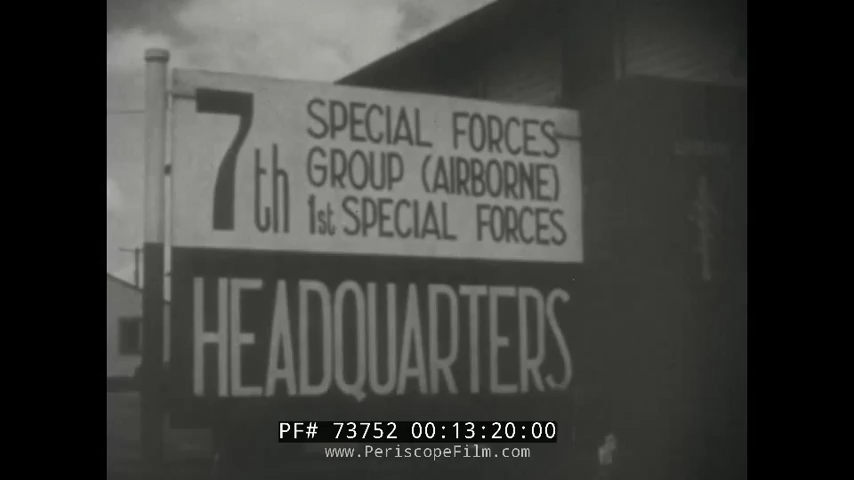 7th SPECIAL FORCES
GROUP (AIRBORNE)
1st SPECIAL FORCES
HEADQUARTERS
PF# 73752 00:13:20:00
www.PeriscopeFilm.com